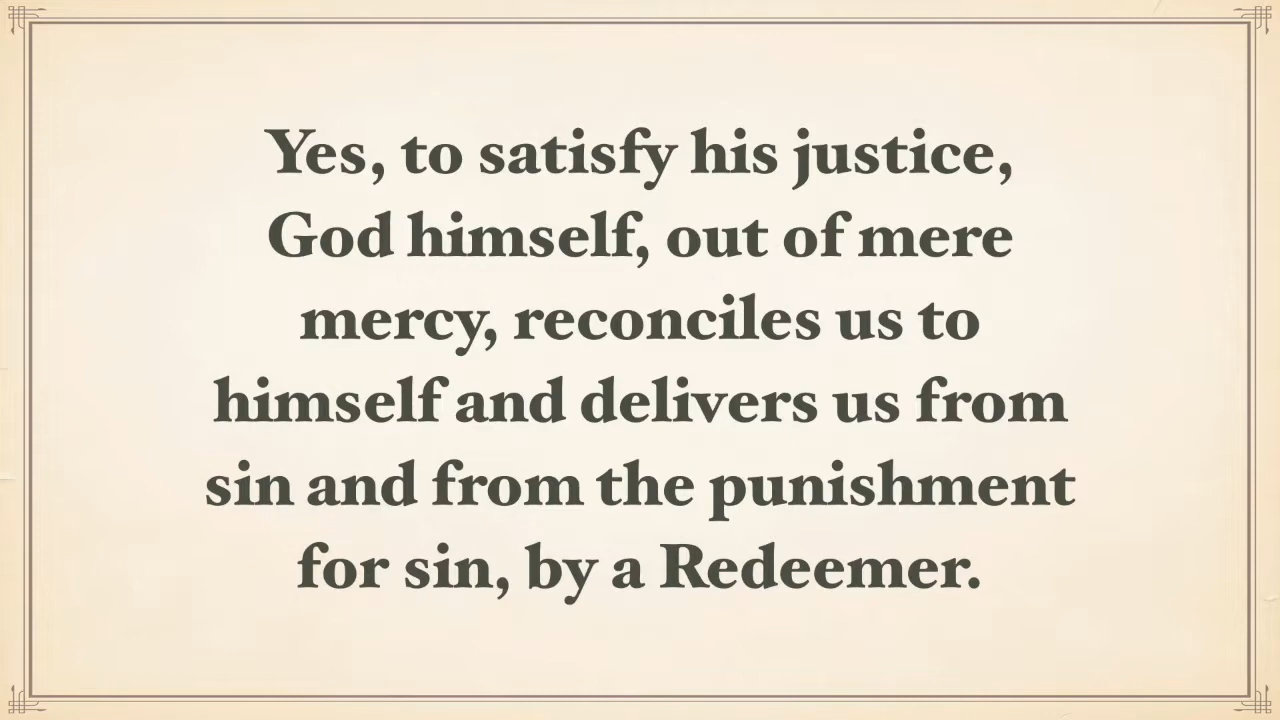 Yes, to satisfy his justice,
God himself, out of mere
mercy, reconciles us to
himself and delivers us from
sin and from the punishment
for sin, by a Redeemer.